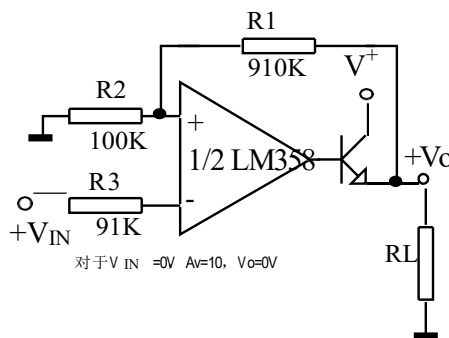 R1
910K
V+
R2
100K
+
1/2 LM358
+Vo
R3
-
+VIN
91K
RL
对于V IN =0V Av=10, Vo=0V